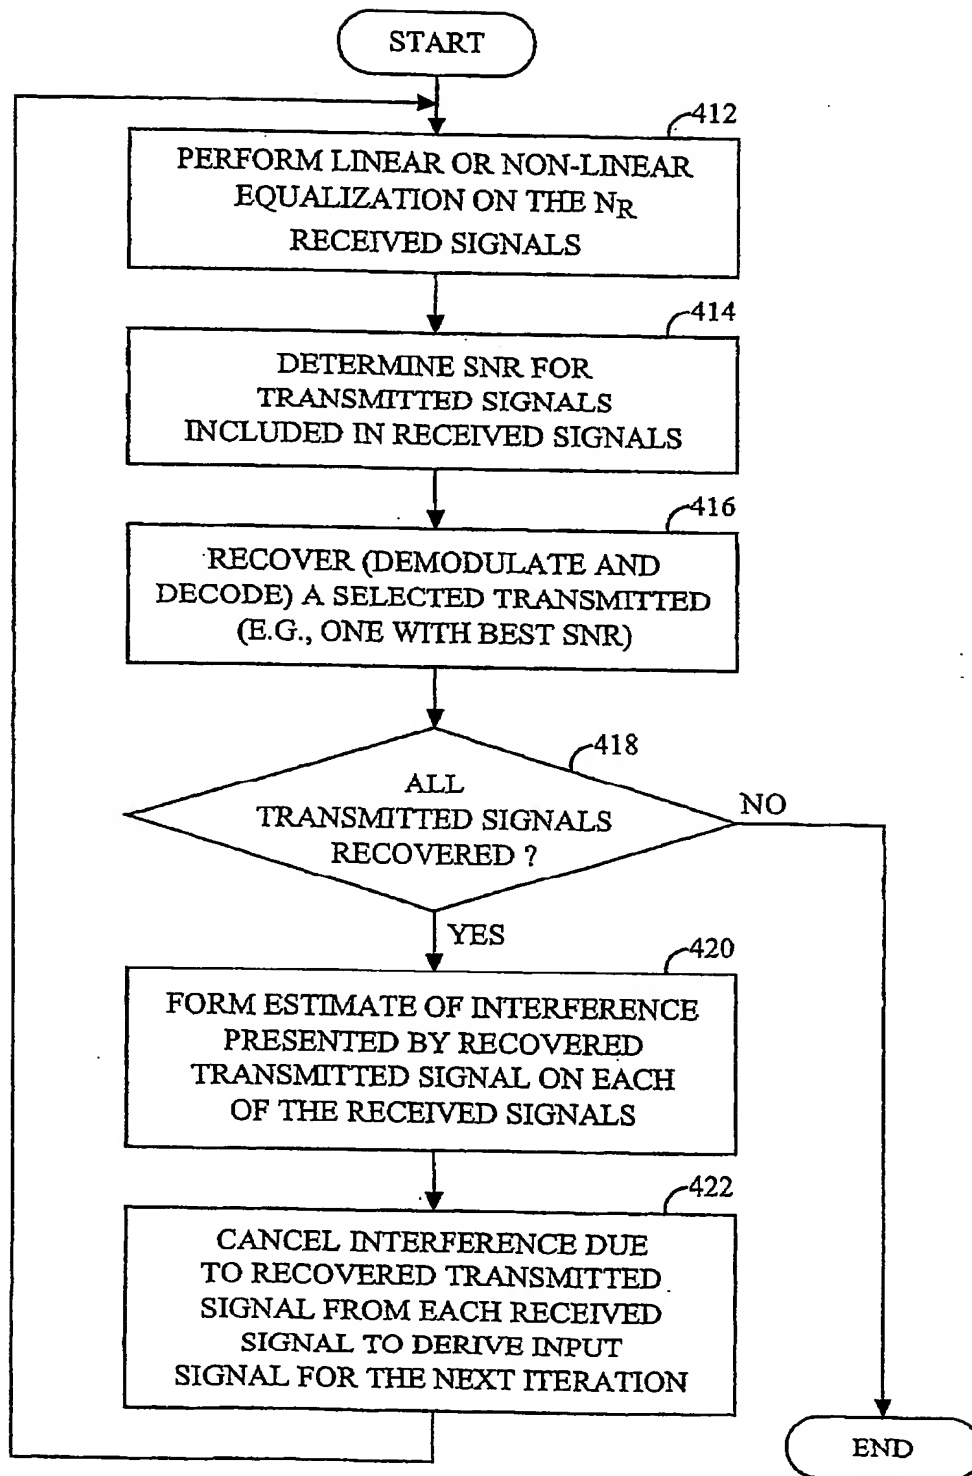 START
412
PERFORM LINEAR OR NON-LINEAR
EQUALIZATION ON THE NR
RECEIVED SIGNALS
414
DETERMINE SNR FOR
TRANSMITTED SIGNALS
INCLUDED IN RECEIVED SIGNALS
416
RECOVER (DEMODULATE AND
DECODE) A SELECTED TRANSMITTED
(E.G., ONE WITH BEST SNR)
418
ALL
TRANSMITTED SIGNALS
RECOVERED ?
NO
YES
420
FORM ESTIMATE OF INTERFERENCE
PRESENTED BY RECOVERED
TRANSMITTED SIGNAL ON EACH
OF THE RECEIVED SIGNALS
422
CANCEL INTERFERENCE DUE
TO RECOVERED TRANSMITTED
SIGNAL FROM EACH RECEIVED
SIGNAL TO DERIVE INPUT
SIGNAL FOR THE NEXT ITERATION
END